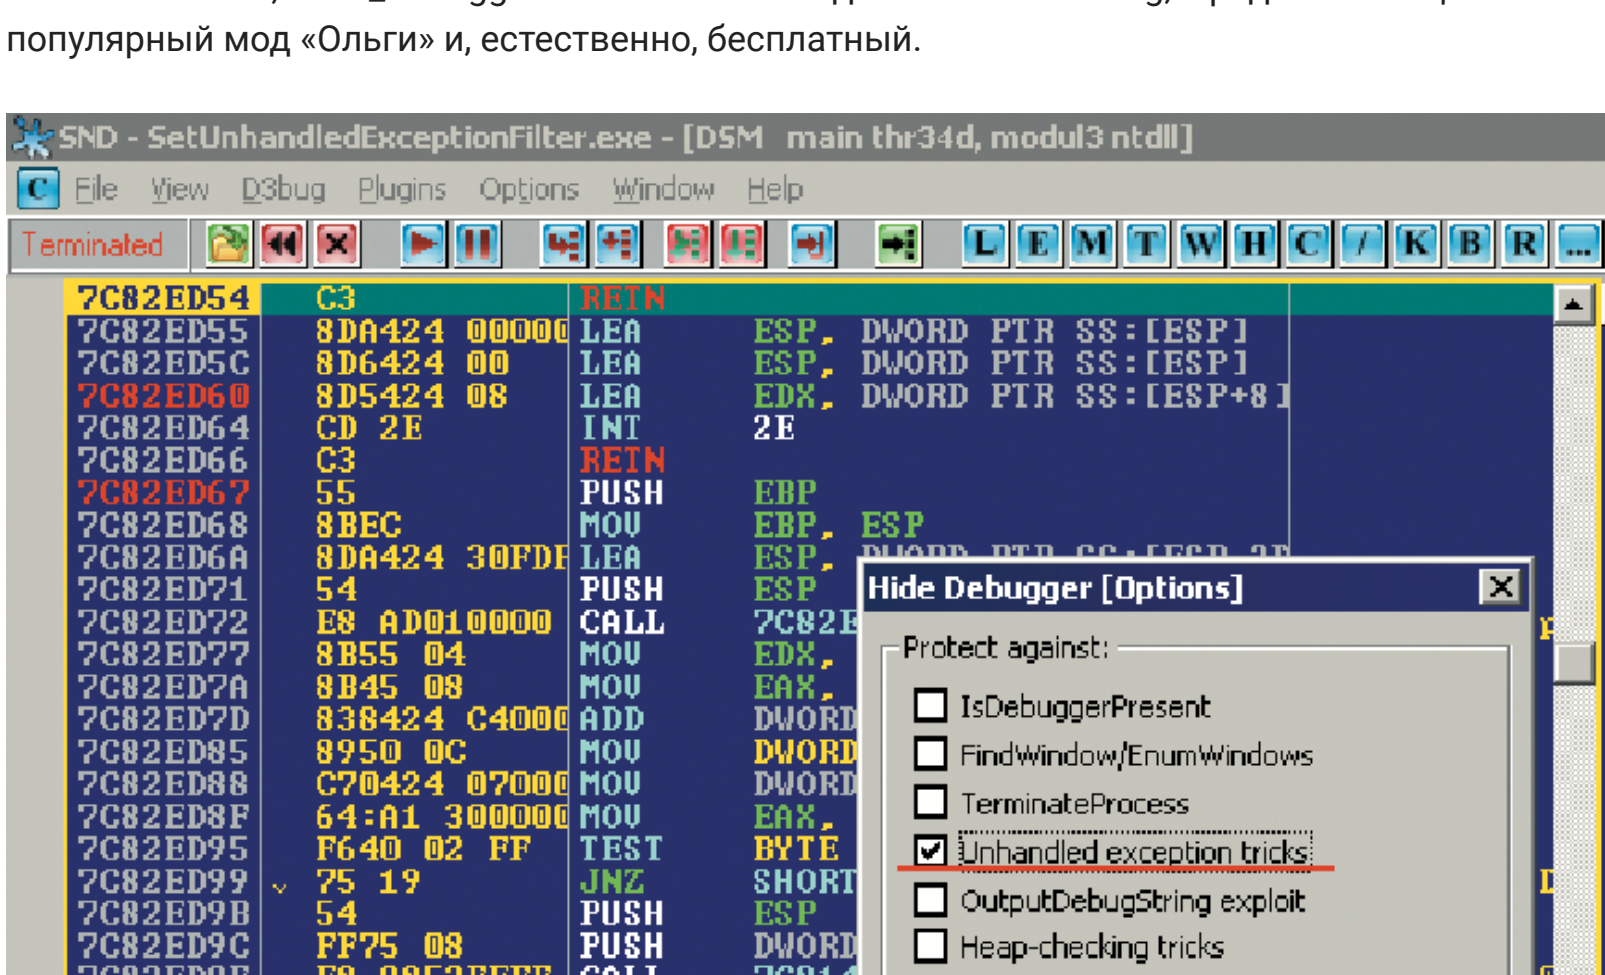 популярный мод «Ольги» и, естественно, бесплатный.
SND - SetUnhandledExceptionFilter.exe - [DSM main thr34d, modul3 ntdll]
C File View D3bug Plugins Options Window Help
Terminated L E M T W H C / K B R ...
7C82ED54 C3 RETN
7C82ED55 8DA424 00000 LEA ESP, DWORD PTR SS:[ESP]
7C82ED5C 8D6424 00 LEA ESP, DWORD PTR SS:[ESP]
7C82ED60 8D5424 08 LEA EDX, DWORD PTR SS:[ESP+8]
7C82ED64 CD 2E INT 2E
7C82ED66 C3 RETN
7C82ED67 55 PUSH EBP
7C82ED68 8BEC MOV EBP, ESP
7C82ED6A 8DA424 30FDF LEA ESP,
7C82ED71 54 PUSH ESP
7C82ED72 E8 AD010000 CALL 7C82E
7C82ED77 8B55 04 MOV EDX,
7C82ED7A 8B45 08 MOV EAX,
7C82ED7D 838424 C4000 ADD DWORD
7C82ED85 8950 0C MOV DWORD
7C82ED88 C70424 07000 MOV DWORD
7C82ED8F 64:A1 300000 MOV EAX,
7C82ED95 F640 02 FF TEST BYTE
7C82ED99 75 19 JNZ SHORT
7C82ED9B 54 PUSH ESP
7C82ED9C FF75 08 PUSH DWORD
Hide Debugger [Options]
Protect against:
IsDebuggerPresent
FindWindow/EnumWindows
TerminateProcess
Unhandled exception tricks
OutputDebugString exploit
Heap-checking tricks